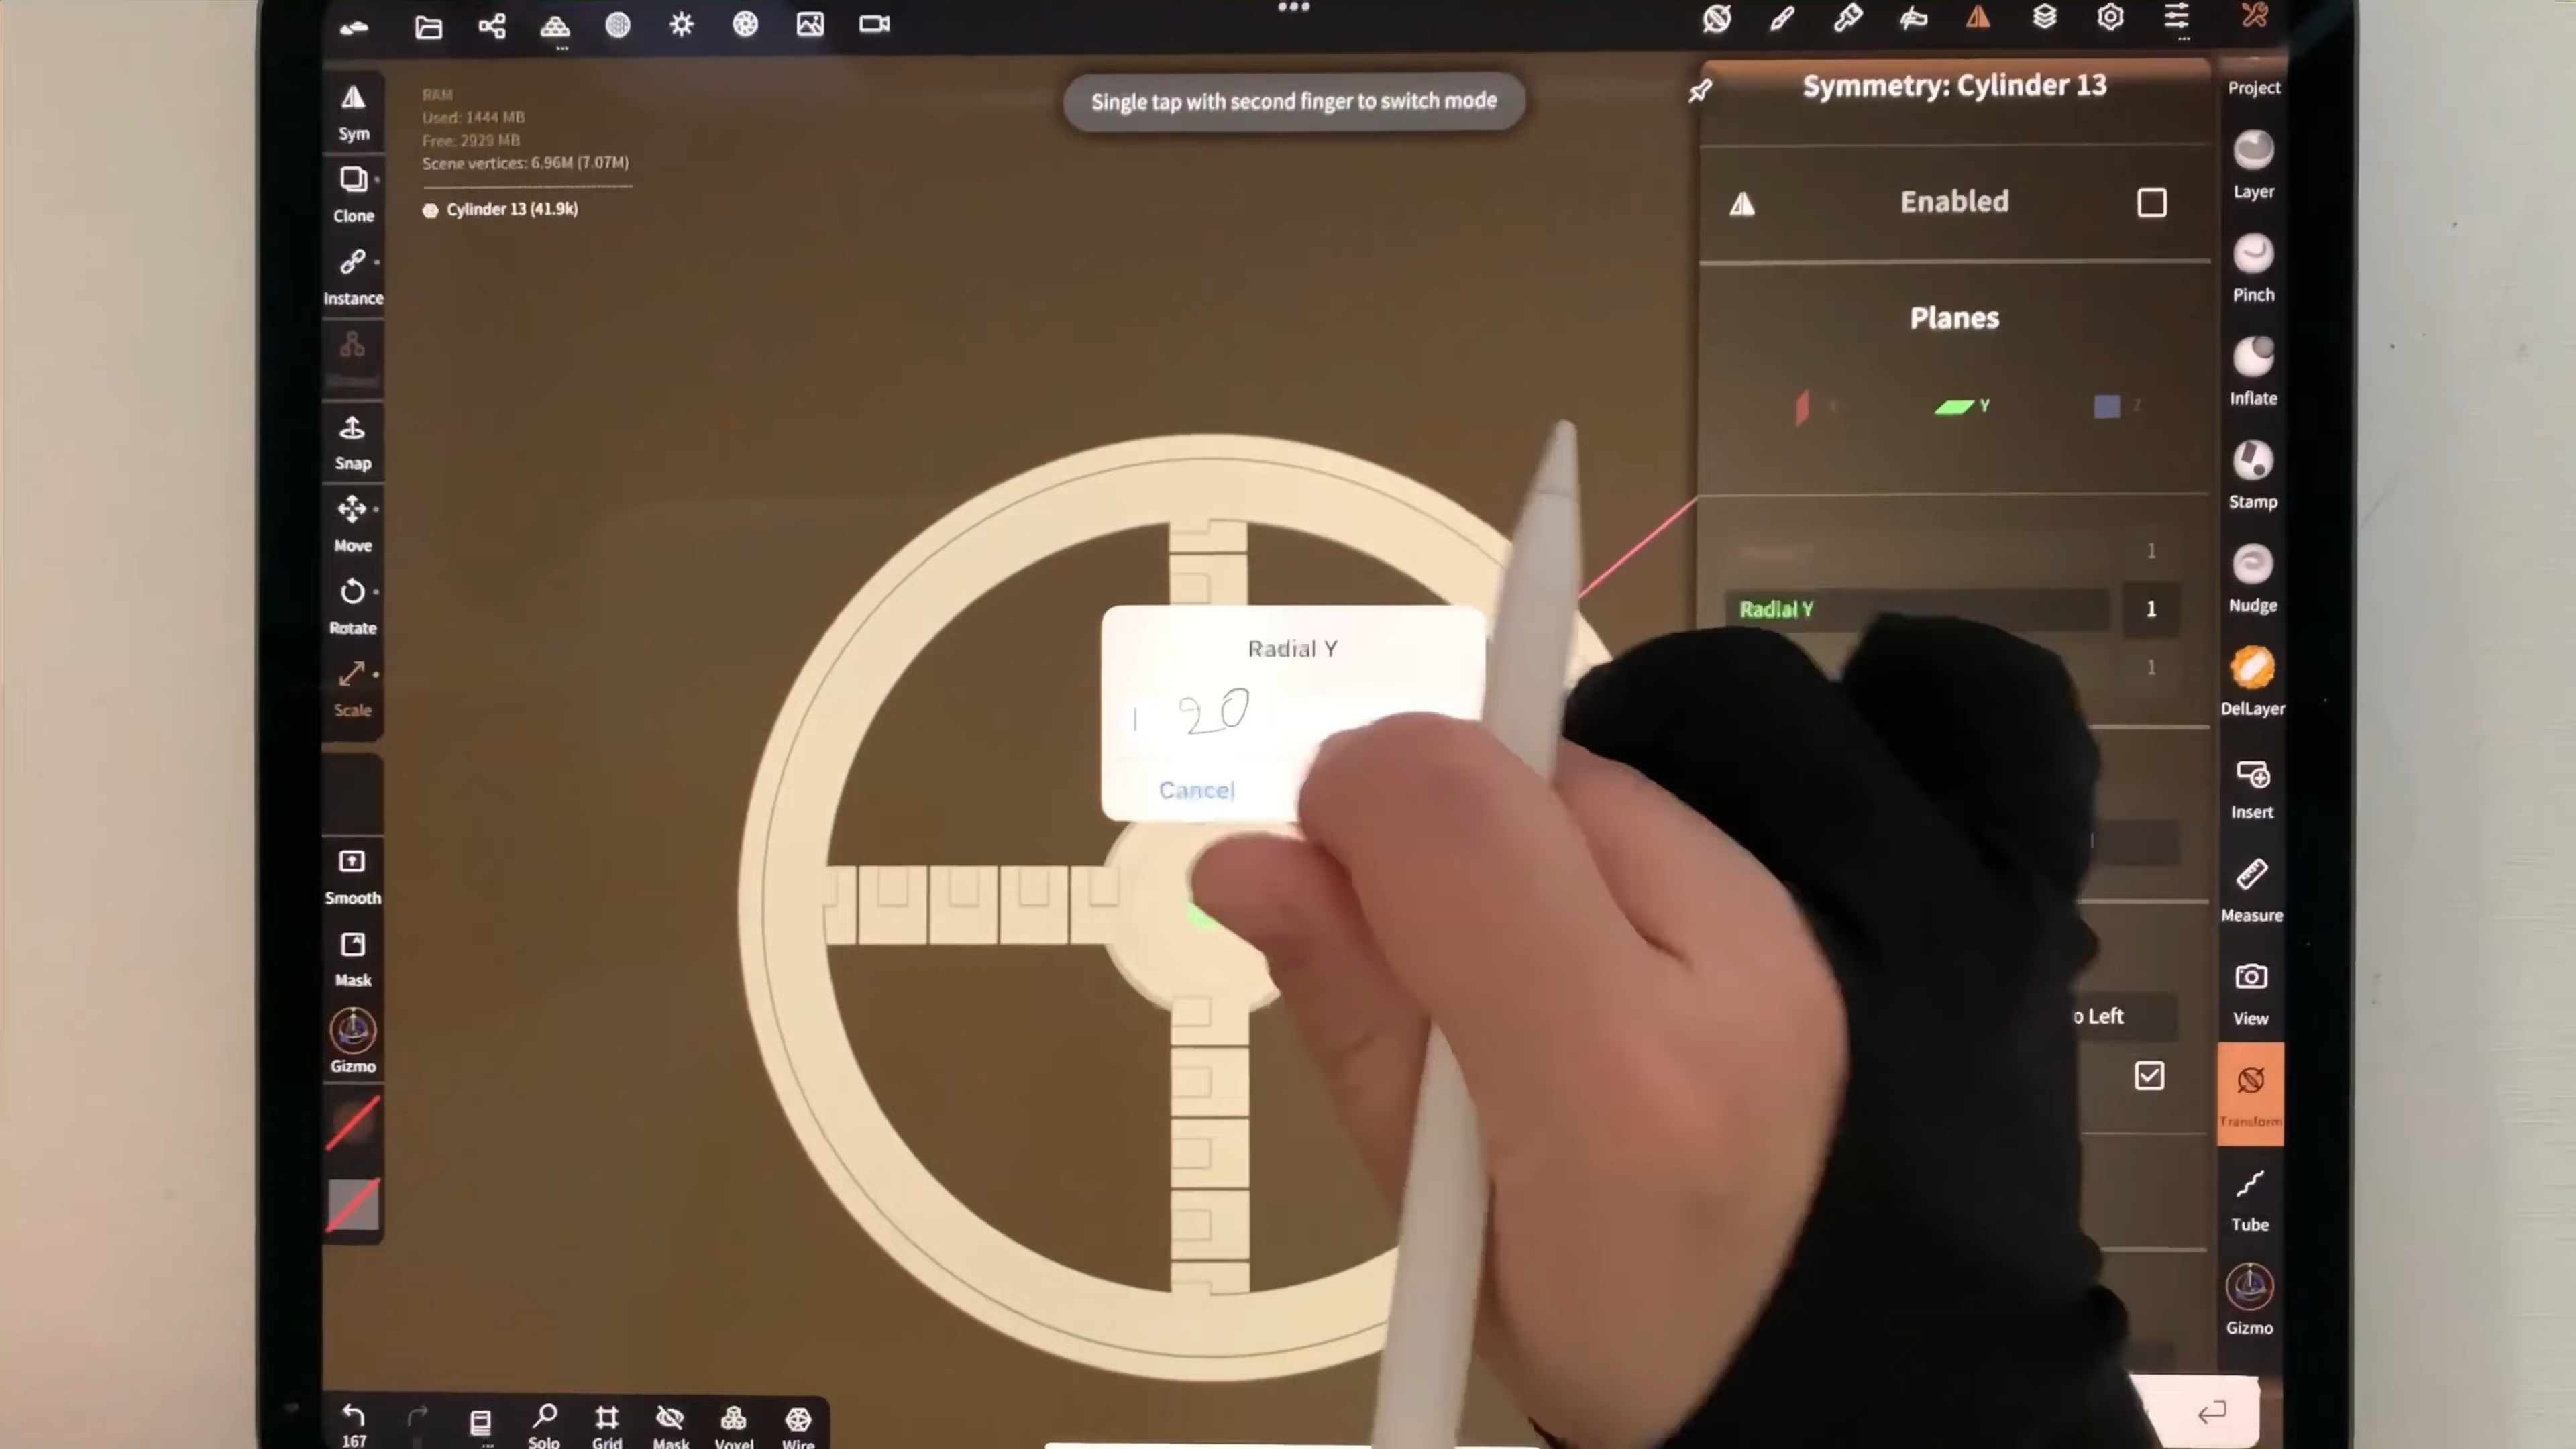 Single tap with second finger to switch mode
RAM
Used: 1444 MB
Free: 2929 MB
Scene vertices: 6.96M (7.07M)
Cylinder 13 (41.9k)
Sym
Clone
Instance
Snap
Move
Rotate
Scale
Smooth
Mask
Gizmo
167
Solo
Grid
Mask
Voxel
Wire
Radial Y
1 20
Cancel
Symmetry: Cylinder 13
Enabled
Planes
X Y Z
1
Radial Y 1
1
o Left
Project
Layer
Pinch
Inflate
Stamp
Nudge
DelLayer
Insert
Measure
View
Transform
Tube
Gizmo